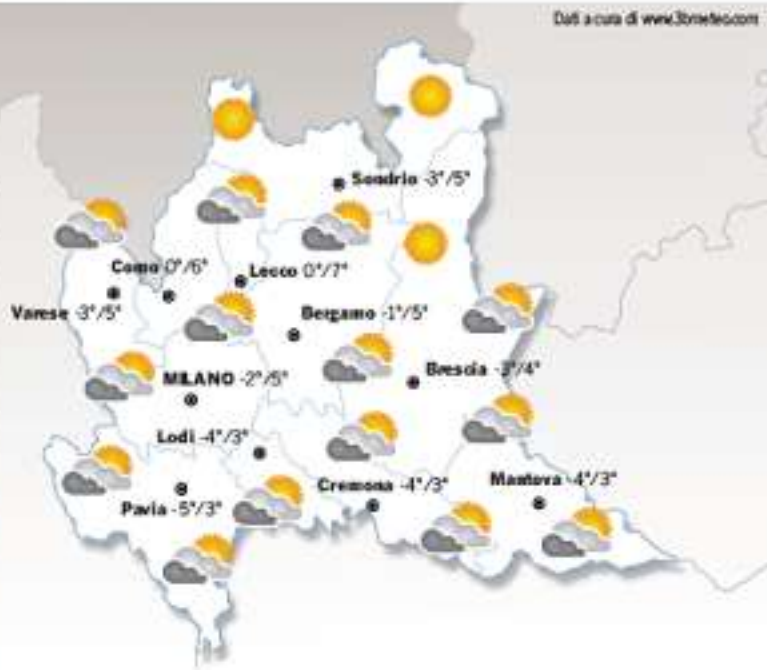 Dati a cura di www.3bmeteo.com
Sondrio -3°/5°
Como 0°/6°
Lecco 0°/7°
Varese -3°/5°
Bergamo -1°/5°
Brescia -3°/4°
MILANO -2°/5°
Lodi -4°/3°
Cremona -4°/3°
Mantova -4°/3°
Pavia -5°/3°